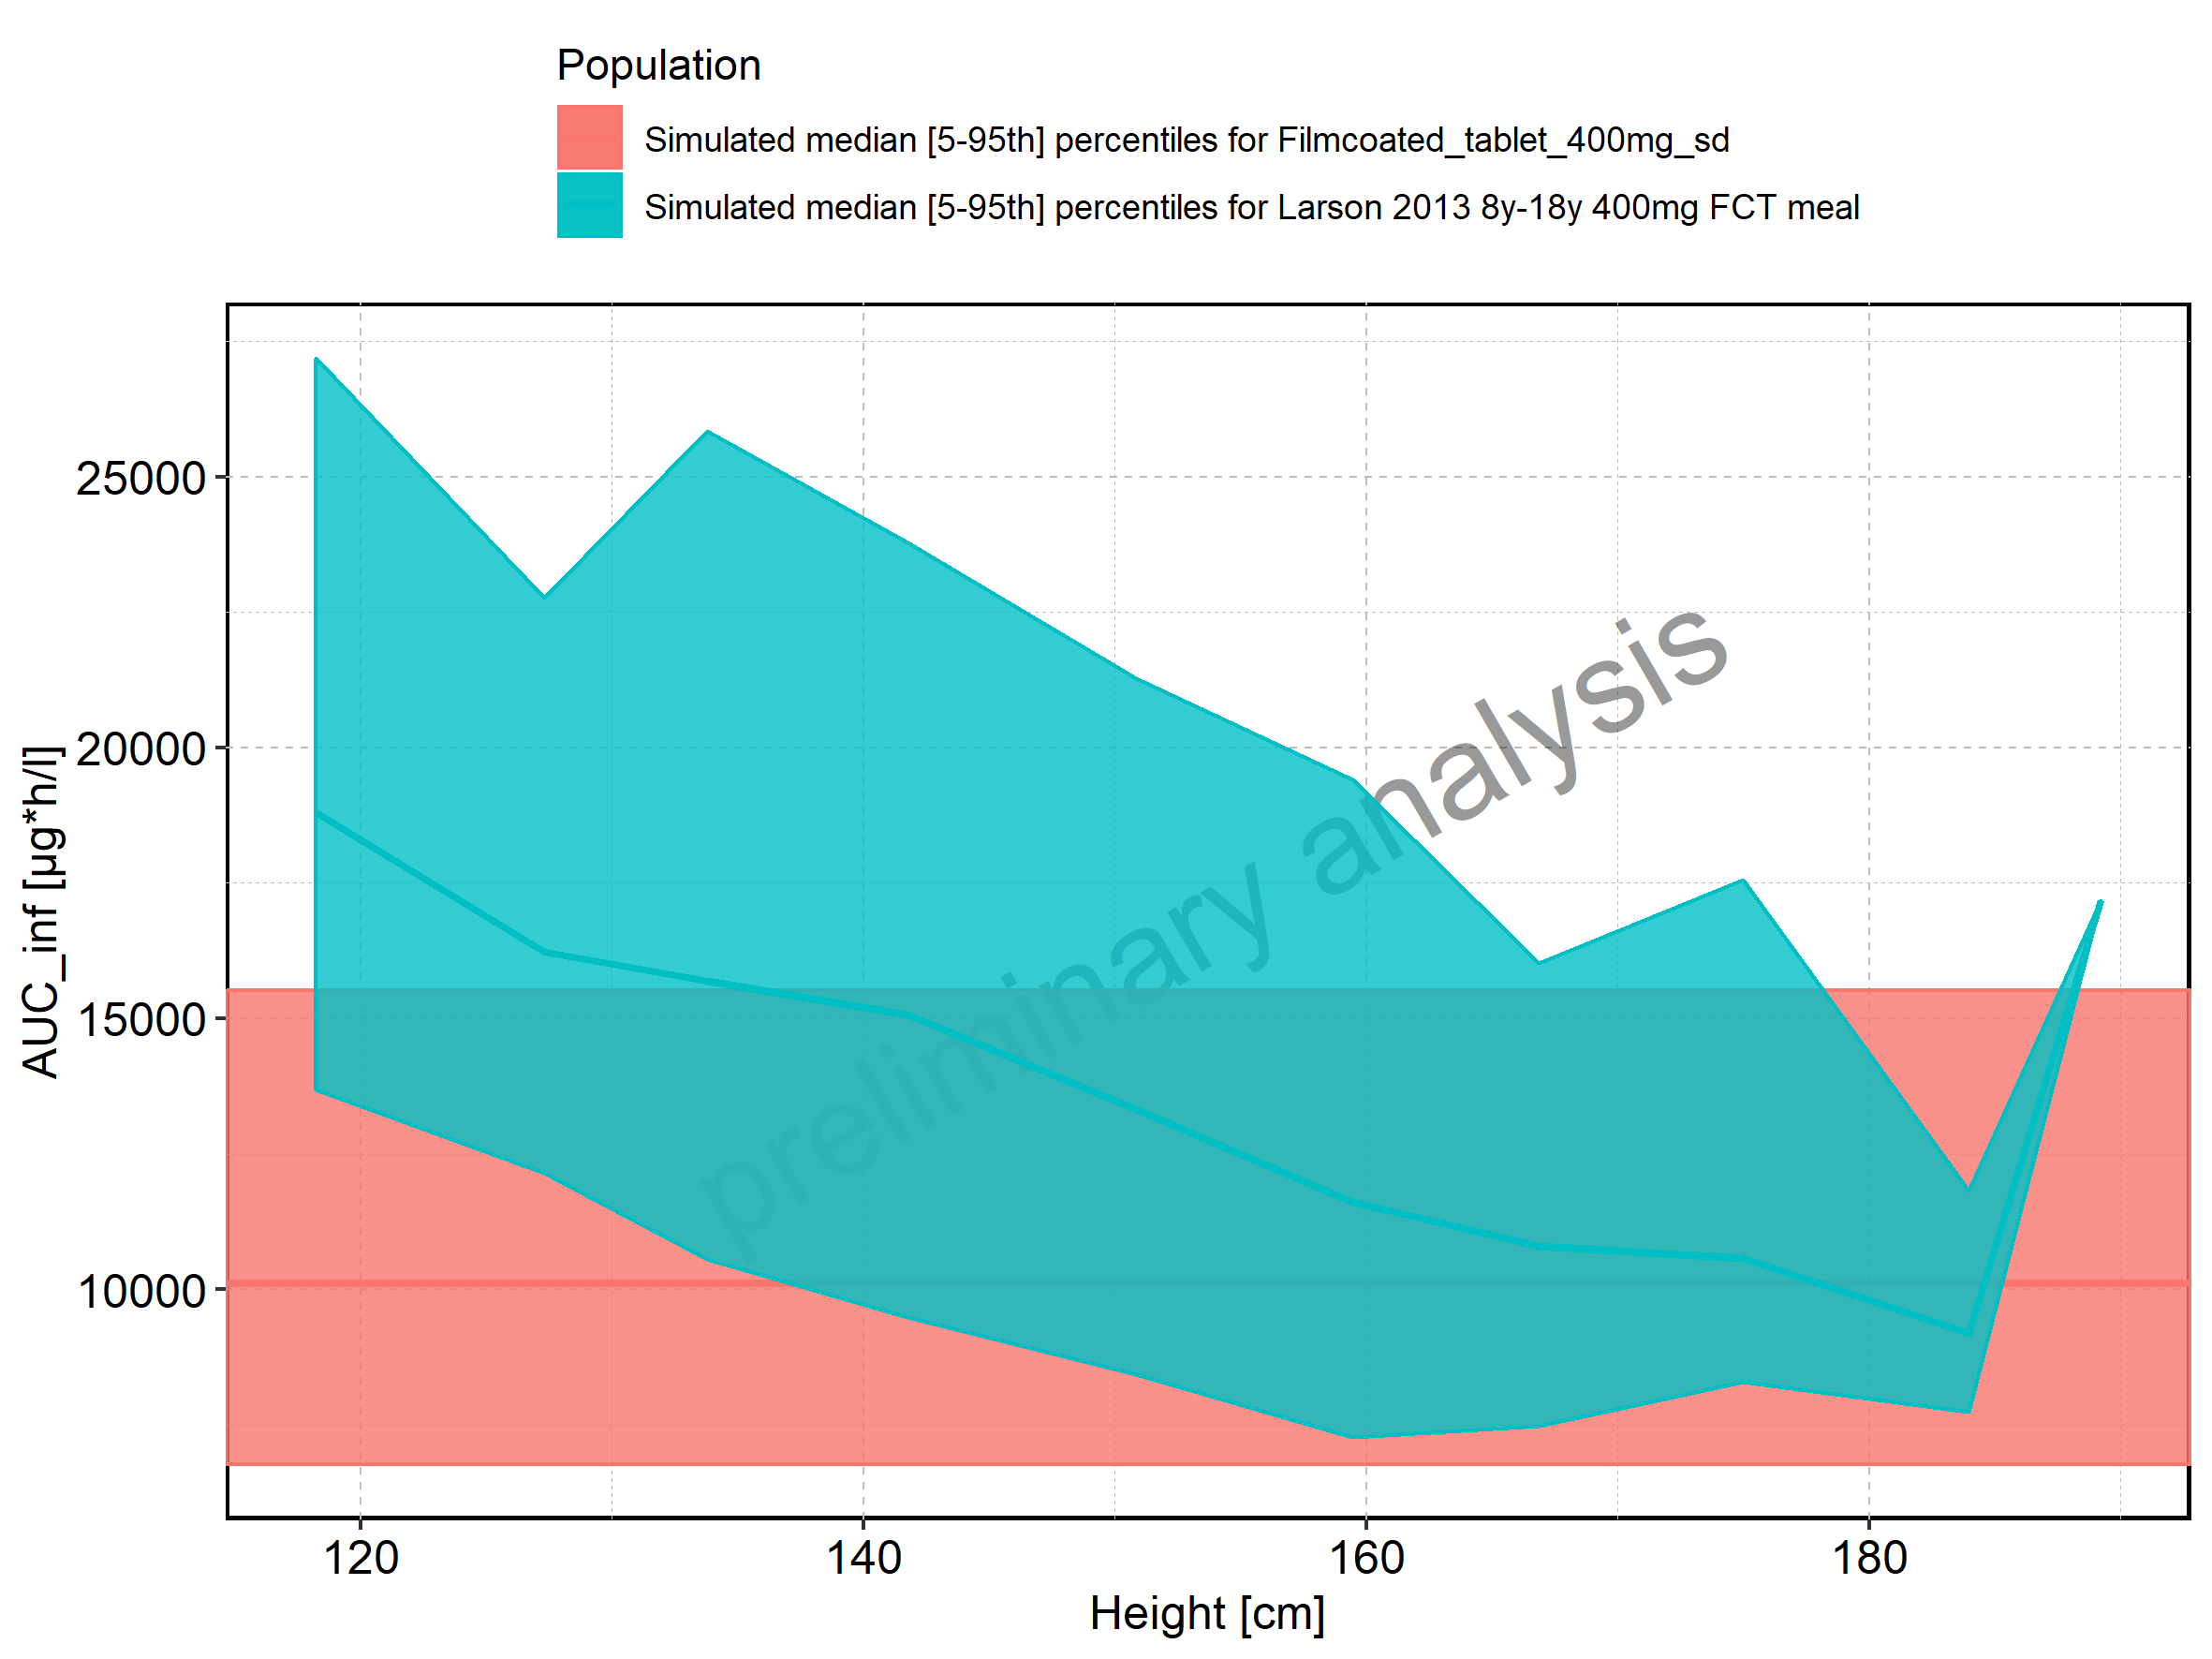 Population
Simulated median [5-95th] percentiles for Filmcoated_tablet_400mg_sd
Simulated median [5-95th] percentiles for Larson 2013 8y-18y 400mg FCT meal
25000
20000
15000
10000
AUC_inf [µg*h/l]
preliminary analysis
120 140 160 180
Height [cm]